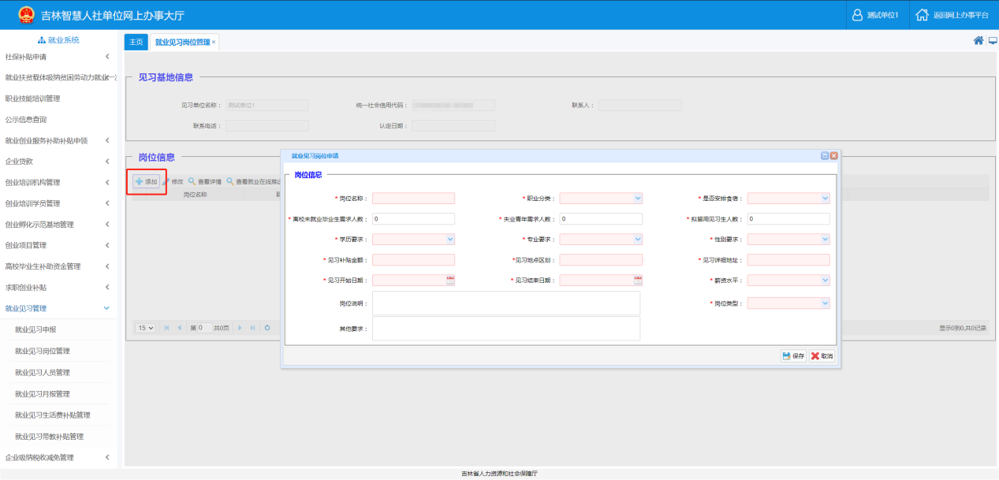 吉林智慧人社单位网上办事大厅
测试单位1
返回网上办事平台
就业系统
主页
就业见习岗位管理 ×
社保补贴申请
就业扶贫载体吸纳贫困劳动力就业一次
职业技能培训管理
公示信息查询
就业创业服务补助补贴申领
企业贷款
创业培训机构管理
创业培训学员管理
创业孵化示范基地管理
创业项目管理
高校毕业生补助资金管理
求职创业补贴
就业见习管理
就业见习申报
就业见习岗位管理
就业见习人员管理
就业见习月报管理
就业见习生活费补贴管理
就业见习带教补贴管理
企业吸纳税收减免管理
见习基地信息
见习单位名称： 测试单位1 统一社会信用代码： 联系人：
联系电话： 认定日期：
岗位信息
添加 修改 查看详情 查看就业在线推送
岗位名称
就业见习岗位申请
岗位信息
* 岗位名称： * 职业分类： * 是否安排食宿：
* 离校未就业毕业生需求人数： 0 * 失业青年需求人数： 0 * 拟留用见习生人数： 0
* 学历要求： * 专业要求： * 性别要求：
* 见习补贴金额： *见习地点区划： * 见习详细地址：
* 见习开始日期： * 见习结束日期： * 薪资水平：
岗位说明： * 岗位类型：
其他要求：
保存 取消
15 第 0 共0页 显示0到0,共0记录
吉林省人力资源和社会保障厅